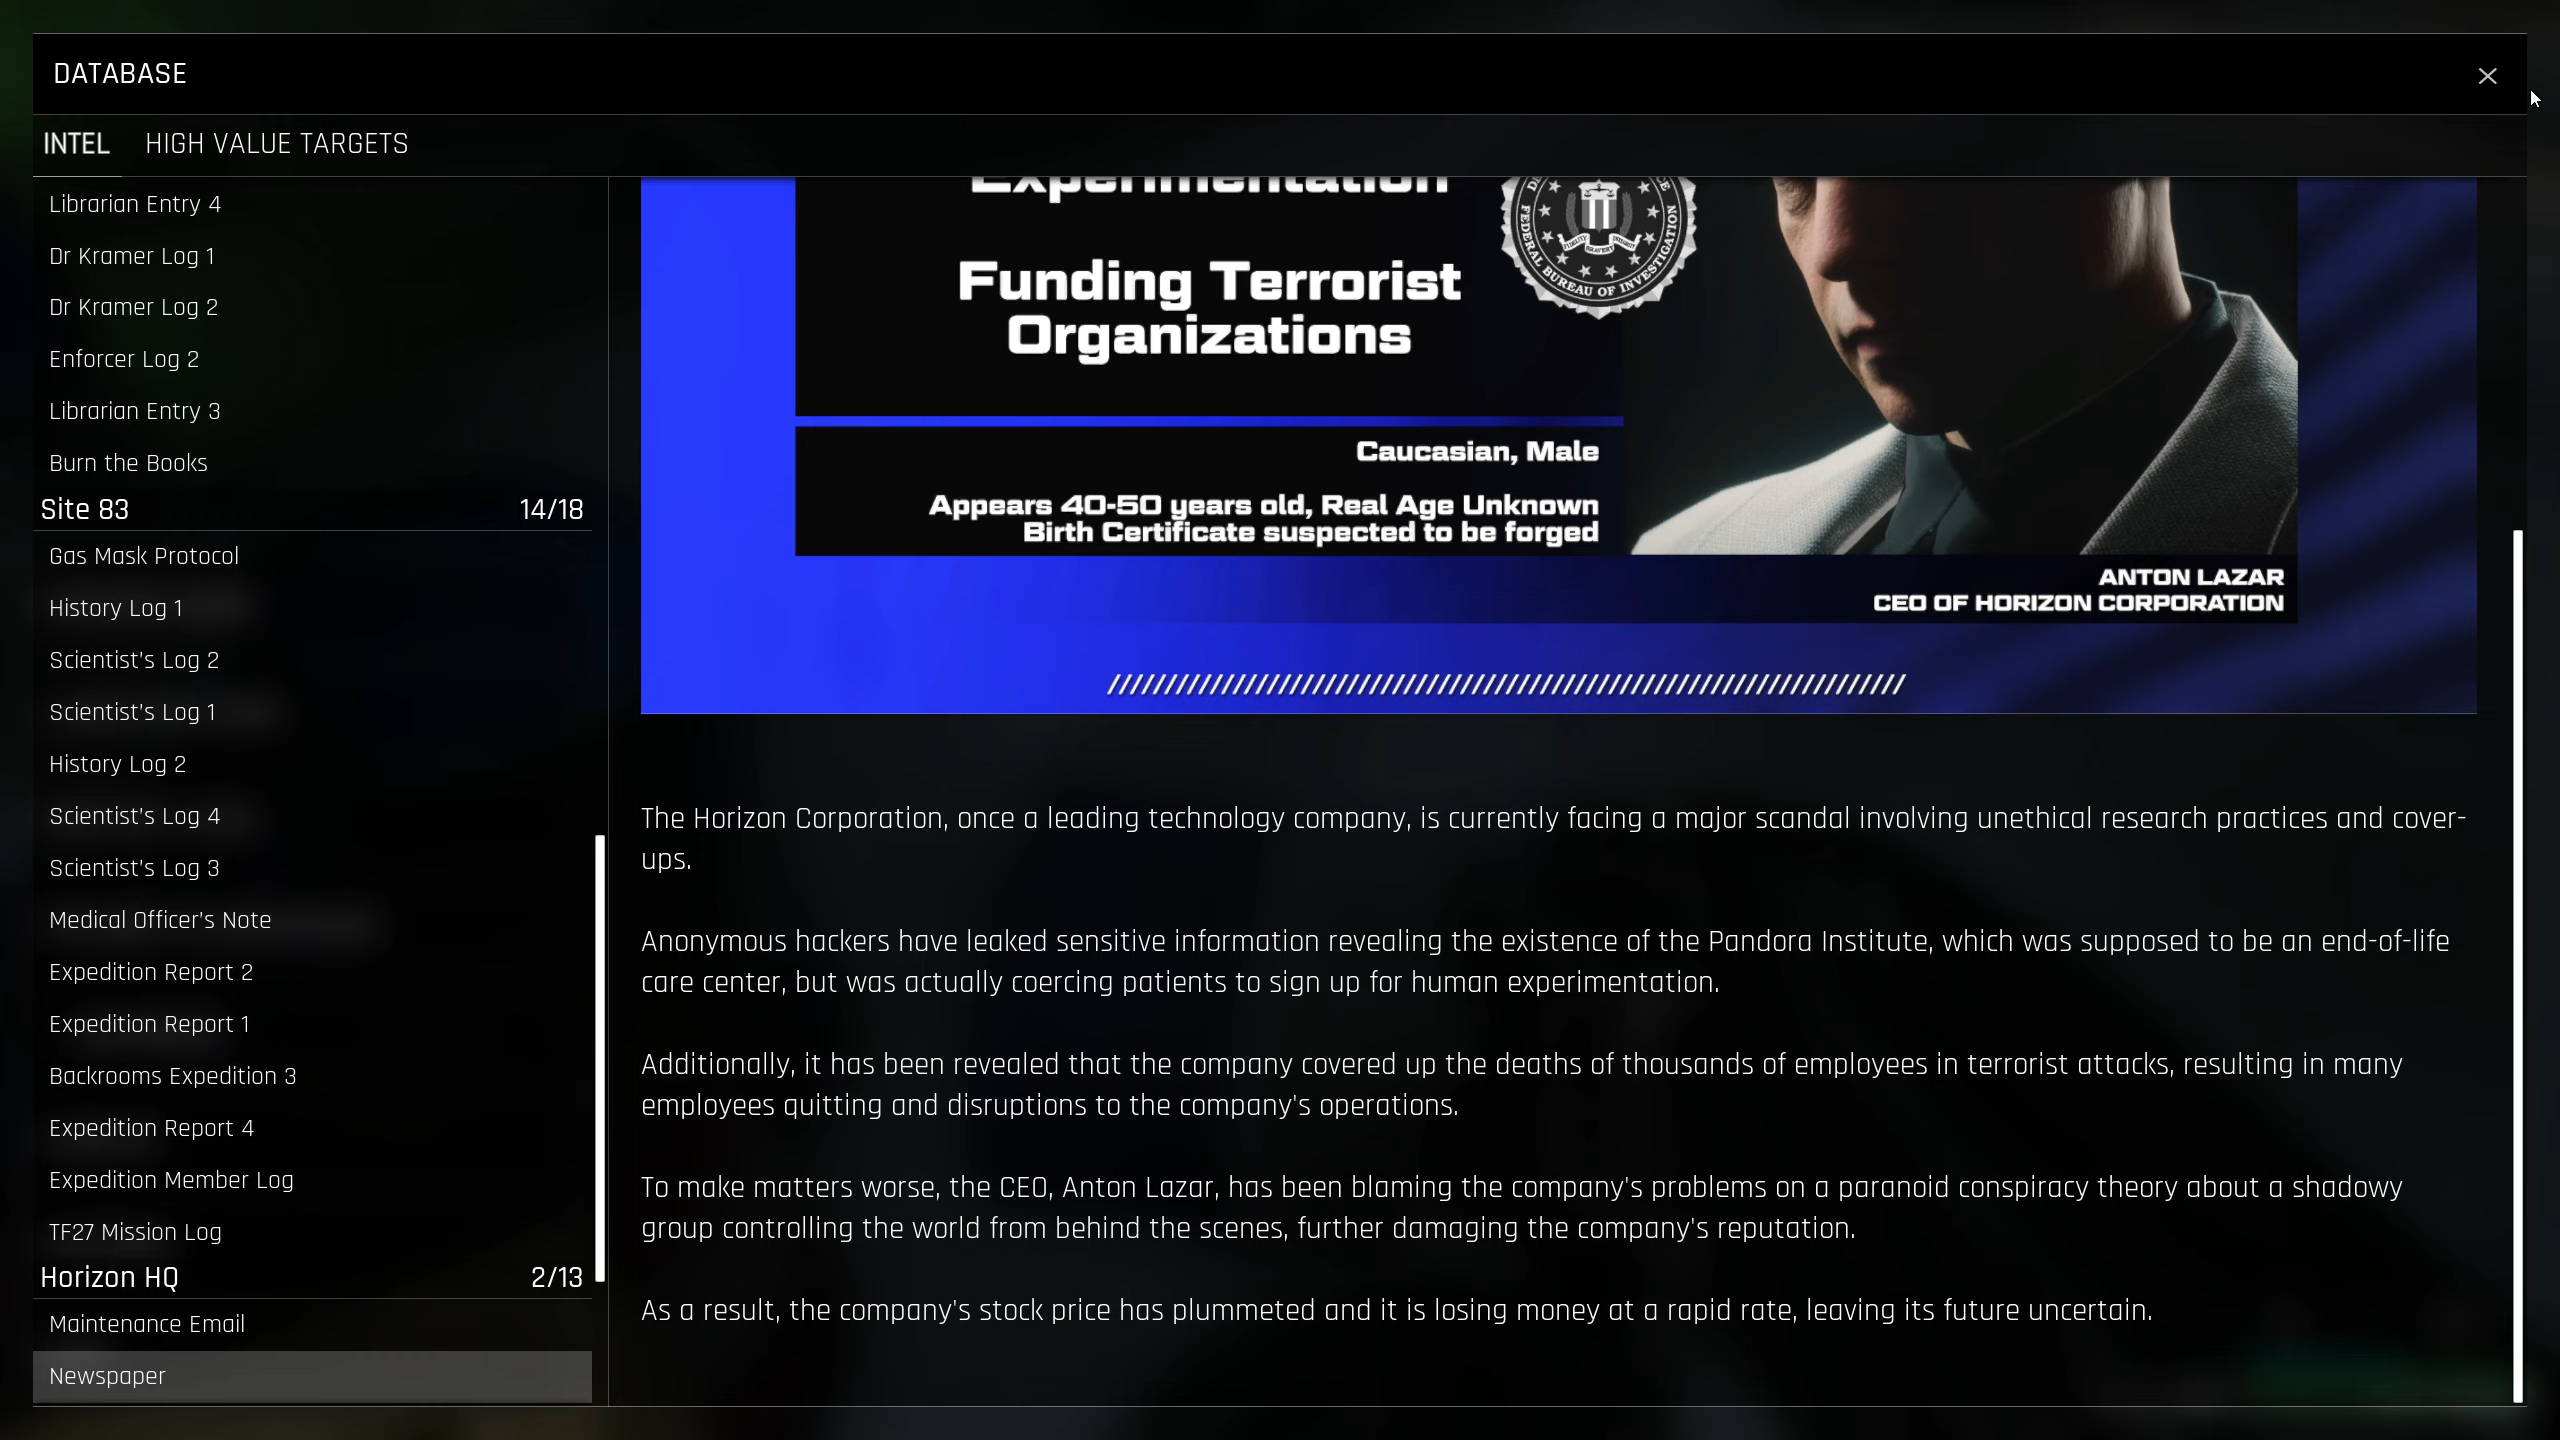 DATABASE
INTEL HIGH VALUE TARGETS
Librarian Entry 4
Dr Kramer Log 1
Dr Kramer Log 2
Enforcer Log 2
Librarian Entry 3
Burn the Books
Site 83 14/18
Gas Mask Protocol
History Log 1
Scientist's Log 2
Scientist's Log 1
History Log 2
Scientist's Log 4
Scientist's Log 3
Medical Officer's Note
Expedition Report 2
Expedition Report 1
Backrooms Expedition 3
Expedition Report 4
Expedition Member Log
TF27 Mission Log
Horizon HQ 2/13
Maintenance Email
Newspaper
Experimentation
Funding Terrorist
Organizations
FEDERAL BUREAU OF INVESTIGATION
FIDELITY BRAVERY INTEGRITY
Caucasian, Male
Appears 40-50 years old, Real Age Unknown
Birth Certificate suspected to be forged
ANTON LAZAR
CEO OF HORIZON CORPORATION
The Horizon Corporation, once a leading technology company, is currently facing a major scandal involving unethical research practices and cover-
ups.
Anonymous hackers have leaked sensitive information revealing the existence of the Pandora Institute, which was supposed to be an end-of-life
care center, but was actually coercing patients to sign up for human experimentation.
Additionally, it has been revealed that the company covered up the deaths of thousands of employees in terrorist attacks, resulting in many
employees quitting and disruptions to the company's operations.
To make matters worse, the CEO, Anton Lazar, has been blaming the company's problems on a paranoid conspiracy theory about a shadowy
group controlling the world from behind the scenes, further damaging the company's reputation.
As a result, the company's stock price has plummeted and it is losing money at a rapid rate, leaving its future uncertain.